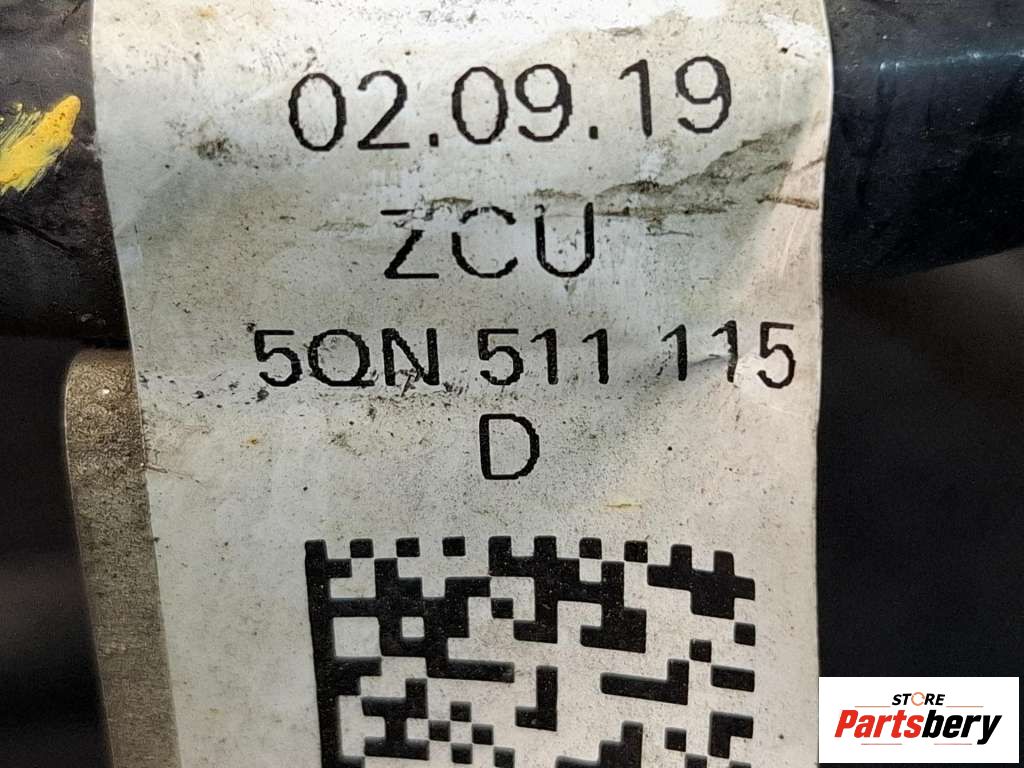 02.09.19
ZCU
5QN 511 115
D
STORE
Partsbery